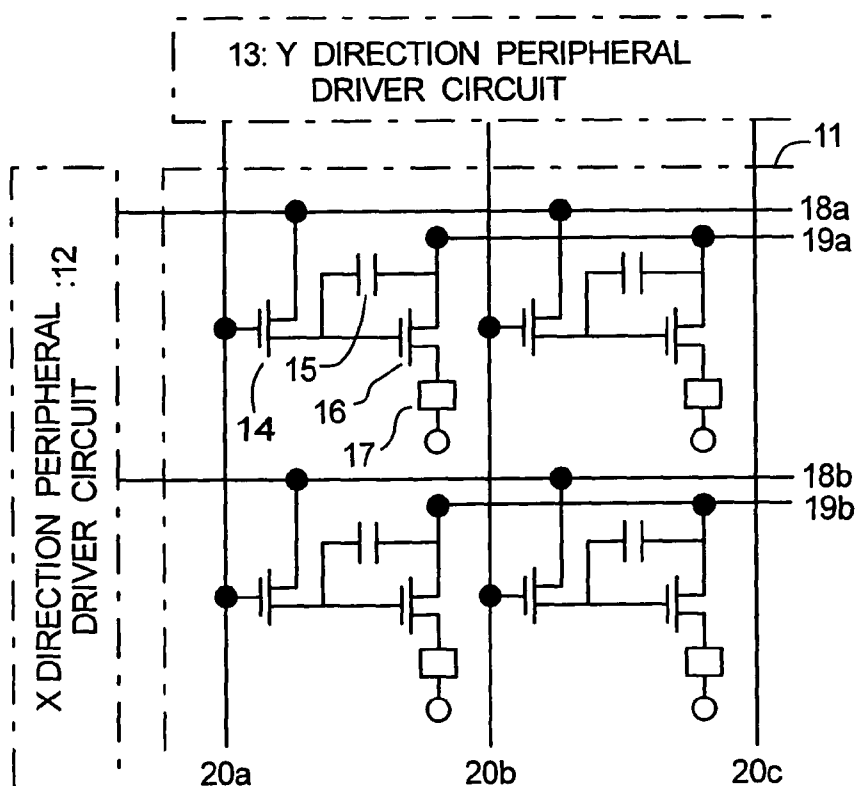 13: Y DIRECTION PERIPHERAL
DRIVER CIRCUIT
11
X DIRECTION PERIPHERAL :12
DRIVER CIRCUIT
18a
19a
14
15
16
17
18b
19b
20a
20b
20c